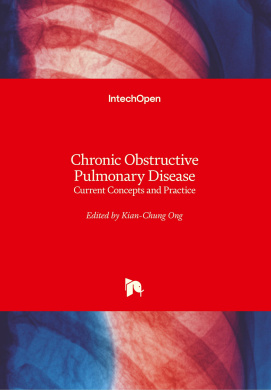 IntechOpen
Chronic Obstructive
Pulmonary Disease
Current Concepts and Practice
Edited by Kian-Chung Ong